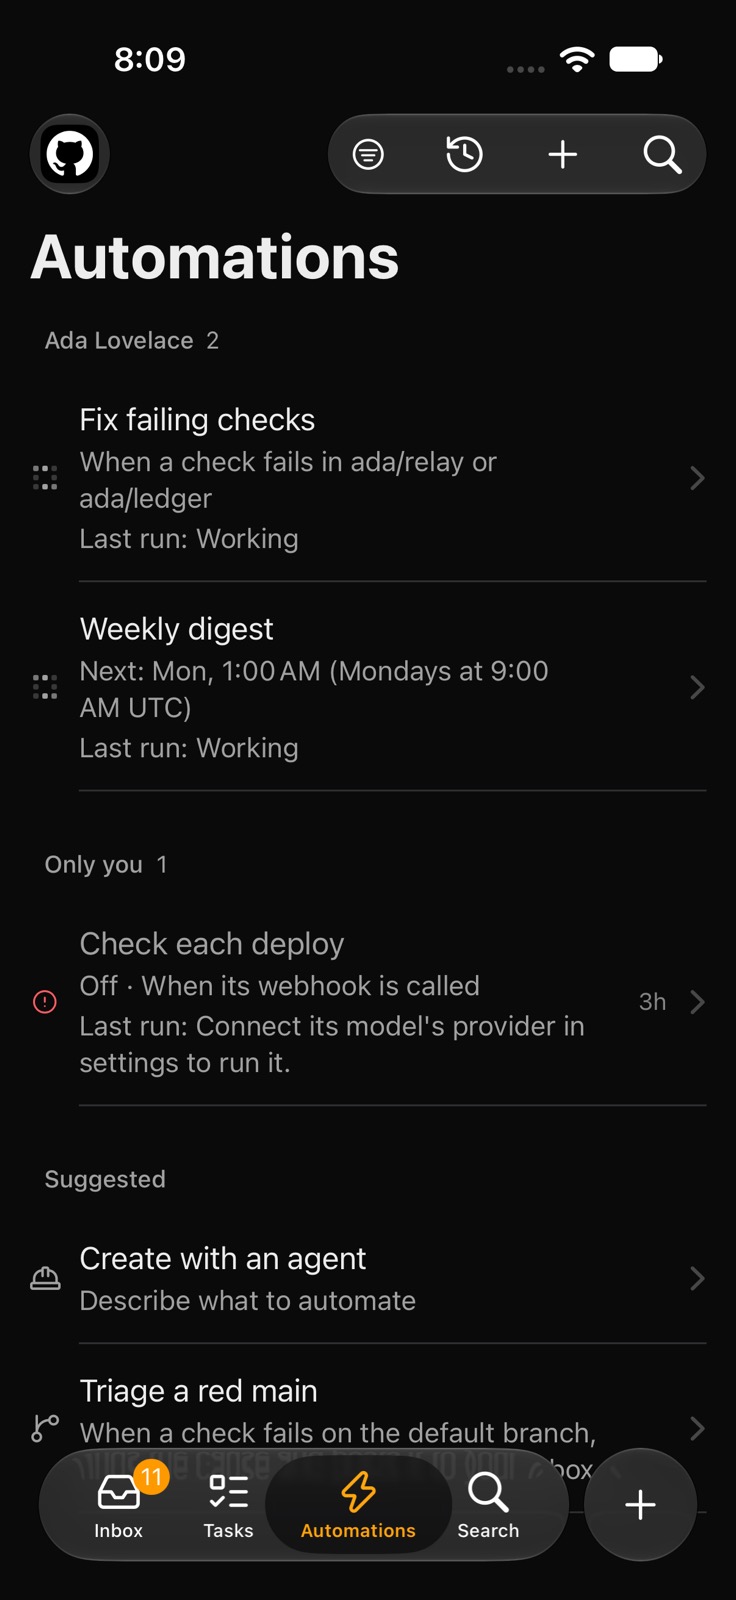 8:09
Automations
Ada Lovelace 2
Fix failing checks
When a check fails in ada/relay or
ada/ledger
Last run: Working
Weekly digest
Next: Mon, 1:00 AM (Mondays at 9:00
AM UTC)
Last run: Working
Only you 1
Check each deploy
Off · When its webhook is called
3h
Last run: Connect its model's provider in
settings to run it.
Suggested
Create with an agent
Describe what to automate
Triage a red main
When a check fails on the default branch,
11
Inbox
Tasks
Automations
Search